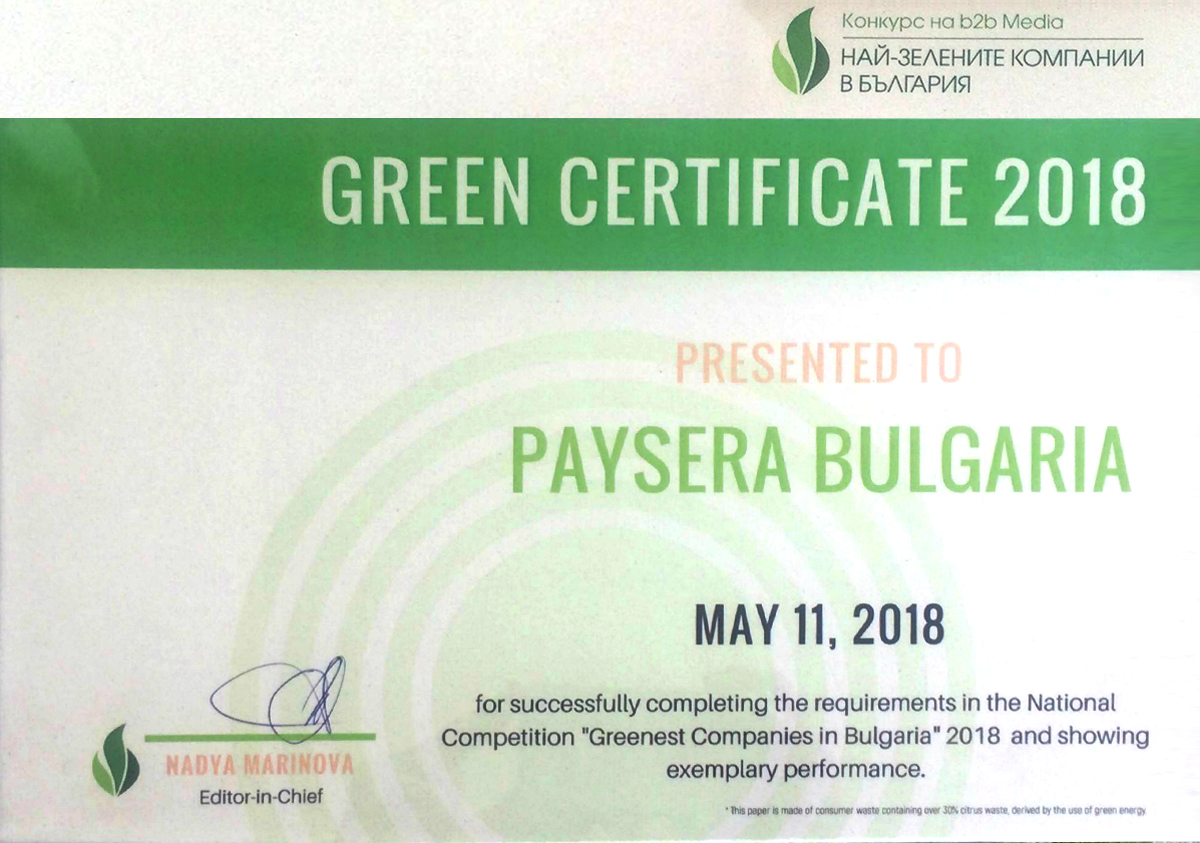 Конкурс на b2b Media
НАЙ-ЗЕЛЕНИТЕ КОМПАНИИ
В БЪЛГАРИЯ
GREEN CERTIFICATE 2018
PRESENTED TO
PAYSERA BULGARIA
MAY 11, 2018
for successfully completing the requirements in the National
Competition "Greenest Companies in Bulgaria" 2018 and showing
exemplary performance.
NADYA MARINOVA
Editor-in-Chief
* This paper is made of consumer waste containing over 30% citrus waste, derived by the use of green energy.